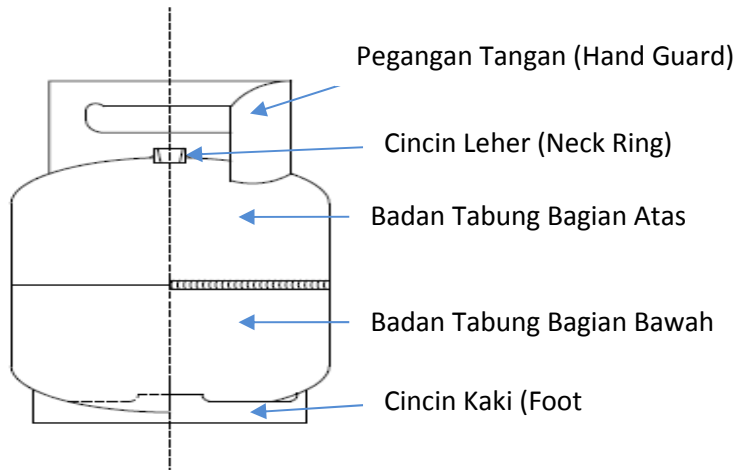 Pegangan Tangan (Hand Guard)
Cincin Leher (Neck Ring)
Badan Tabung Bagian Atas
Badan Tabung Bagian Bawah
Cincin Kaki (Foot